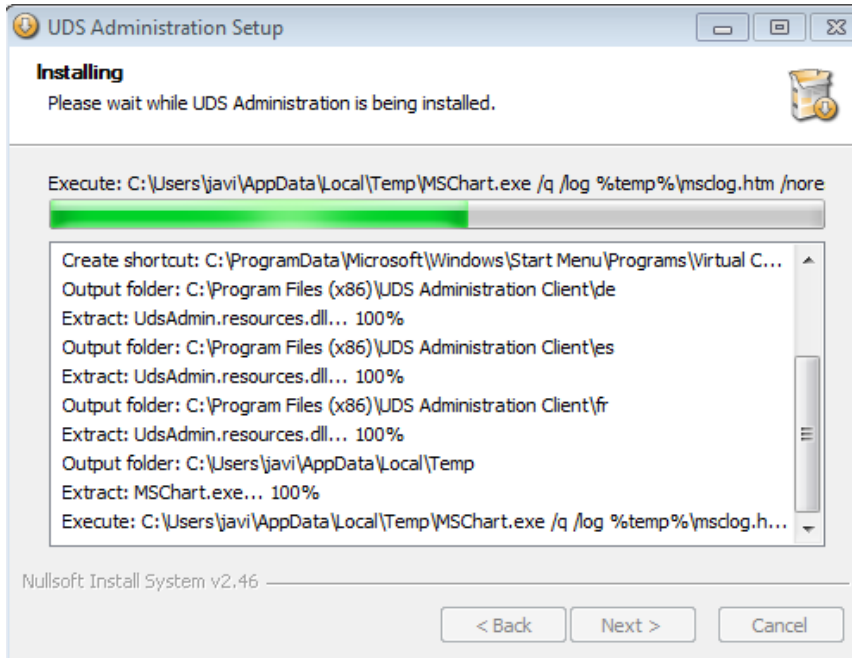 UDS Administration Setup
Installing
Please wait while UDS Administration is being installed.
Execute: C:\Users\javi\AppData\Local\Temp\MSChart.exe /q /log %temp%\msclog.htm /nore
Create shortcut: C:\ProgramData\Microsoft\Windows\Start Menu\Programs\Virtual C...
Output folder: C:\Program Files (x86)\UDS Administration Client\de
Extract: UdsAdmin.resources.dll... 100%
Output folder: C:\Program Files (x86)\UDS Administration Client\es
Extract: UdsAdmin.resources.dll... 100%
Output folder: C:\Program Files (x86)\UDS Administration Client\fr
Extract: UdsAdmin.resources.dll... 100%
Output folder: C:\Users\javi\AppData\Local\Temp
Extract: MSChart.exe... 100%
Execute: C:\Users\javi\AppData\Local\Temp\MSChart.exe /q /log %temp%\msclog.h...
Nullsoft Install System v2.46
< Back Next > Cancel